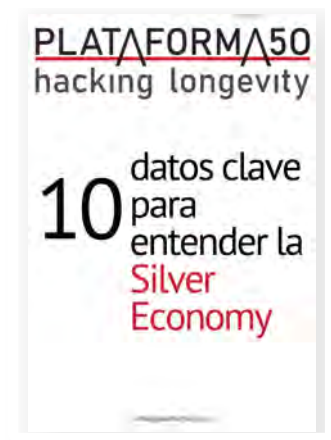 PLATAFORMA50
hacking longevity
10
datos clave
para
entender la
Silver
Economy